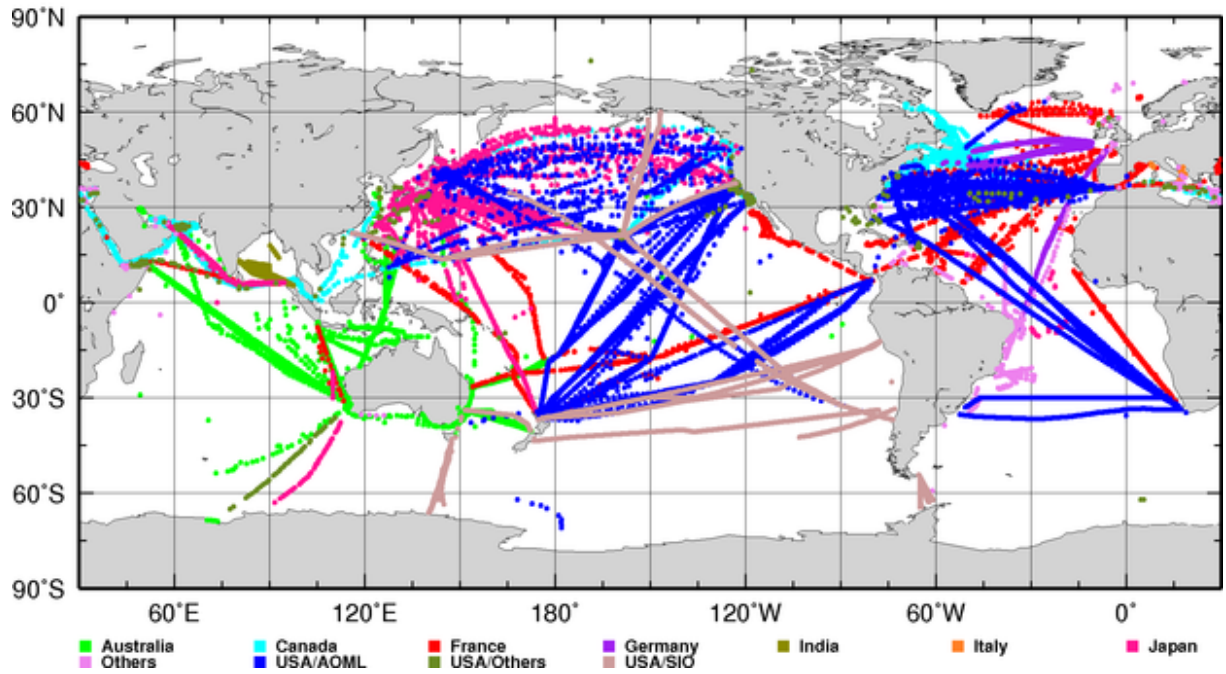 90˚N
60˚N
30˚N
0˚
30˚S
60˚S
90˚S
60˚E 120˚E 180˚ 120˚W 60˚W 0˚
Australia Canada France Germany India Italy Japan
Others USA/AOML USA/Others USA/SIO